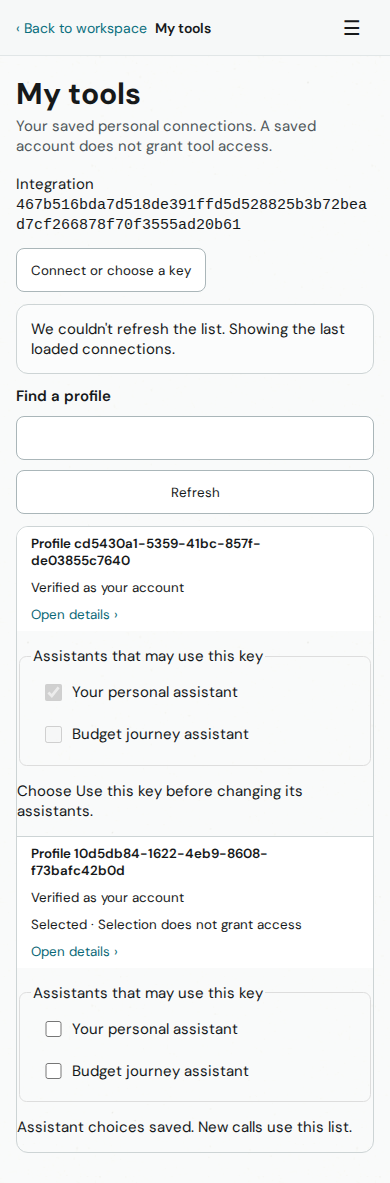 ‹ Back to workspace My tools ☰
My tools
Your saved personal connections. A saved
account does not grant tool access.
Integration
467b516bda7d518de391ffd5d528825b3b72bea
d7cf266878f70f3555ad20b61
Connect or choose a key
We couldn't refresh the list. Showing the last
loaded connections.
Find a profile
Refresh
Profile cd5430a1-5359-41bc-857f-
de03855c7640
Verified as your account
Open details ›
Assistants that may use this key
Your personal assistant
Budget journey assistant
Choose Use this key before changing its
assistants.
Profile 10d5db84-1622-4eb9-8608-
f73bafc42b0d
Verified as your account
Selected · Selection does not grant access
Open details ›
Assistants that may use this key
Your personal assistant
Budget journey assistant
Assistant choices saved. New calls use this list.